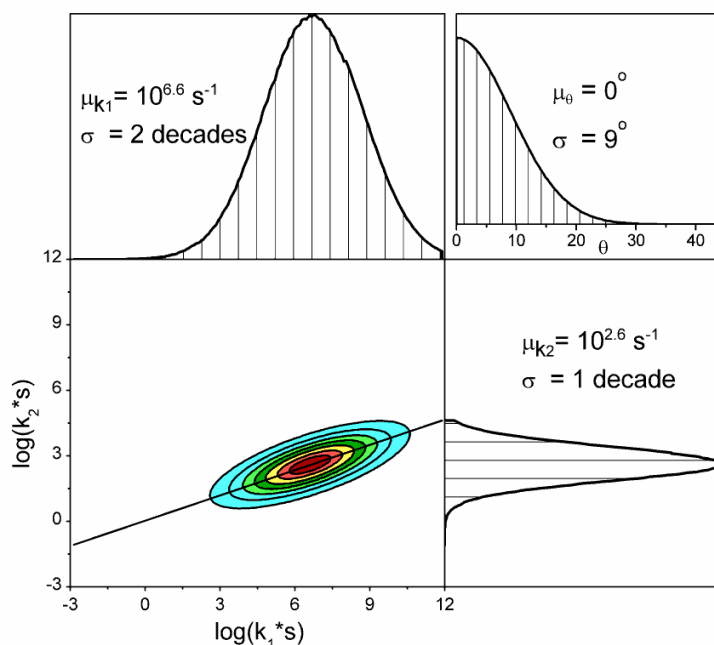 μk1 = 10^6.6 s^-1
σ = 2 decades
μθ = 0°
σ = 9°
0 10 20 30 40
θ
12
9
6
3
0
-3
log(k2*s)
μk2 = 10^2.6 s^-1
σ = 1 decade
-3 0 3 6 9 12
log(k1*s)